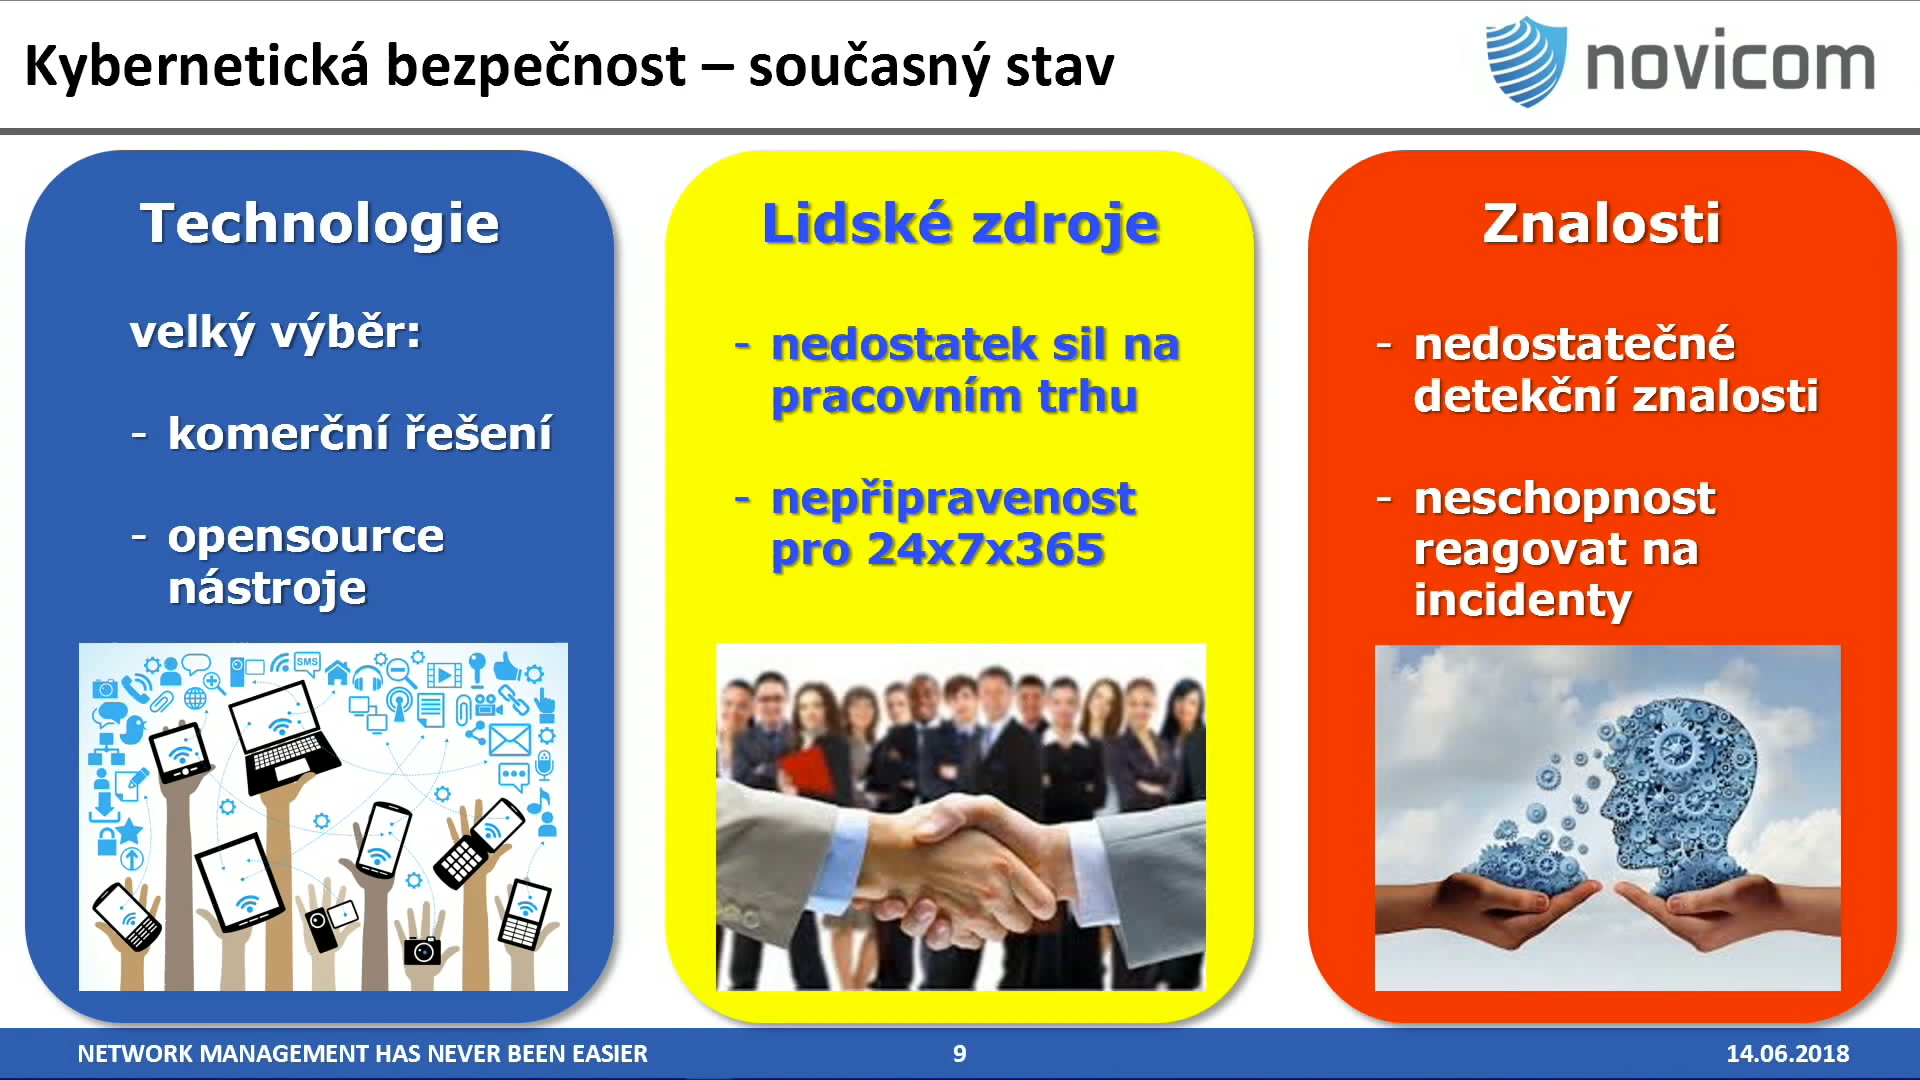 Kybernetická bezpečnost – současný stav
novicom
Technologie
velký výběr:
- komerční řešení
- opensource
nástroje
SMS
Lidské zdroje
- nedostatek sil na
pracovním trhu
- nepřipravenost
pro 24x7x365
Znalosti
- nedostatečné
detekční znalosti
- neschopnost
reagovat na
incidenty
NETWORK MANAGEMENT HAS NEVER BEEN EASIER
9
14.06.2018